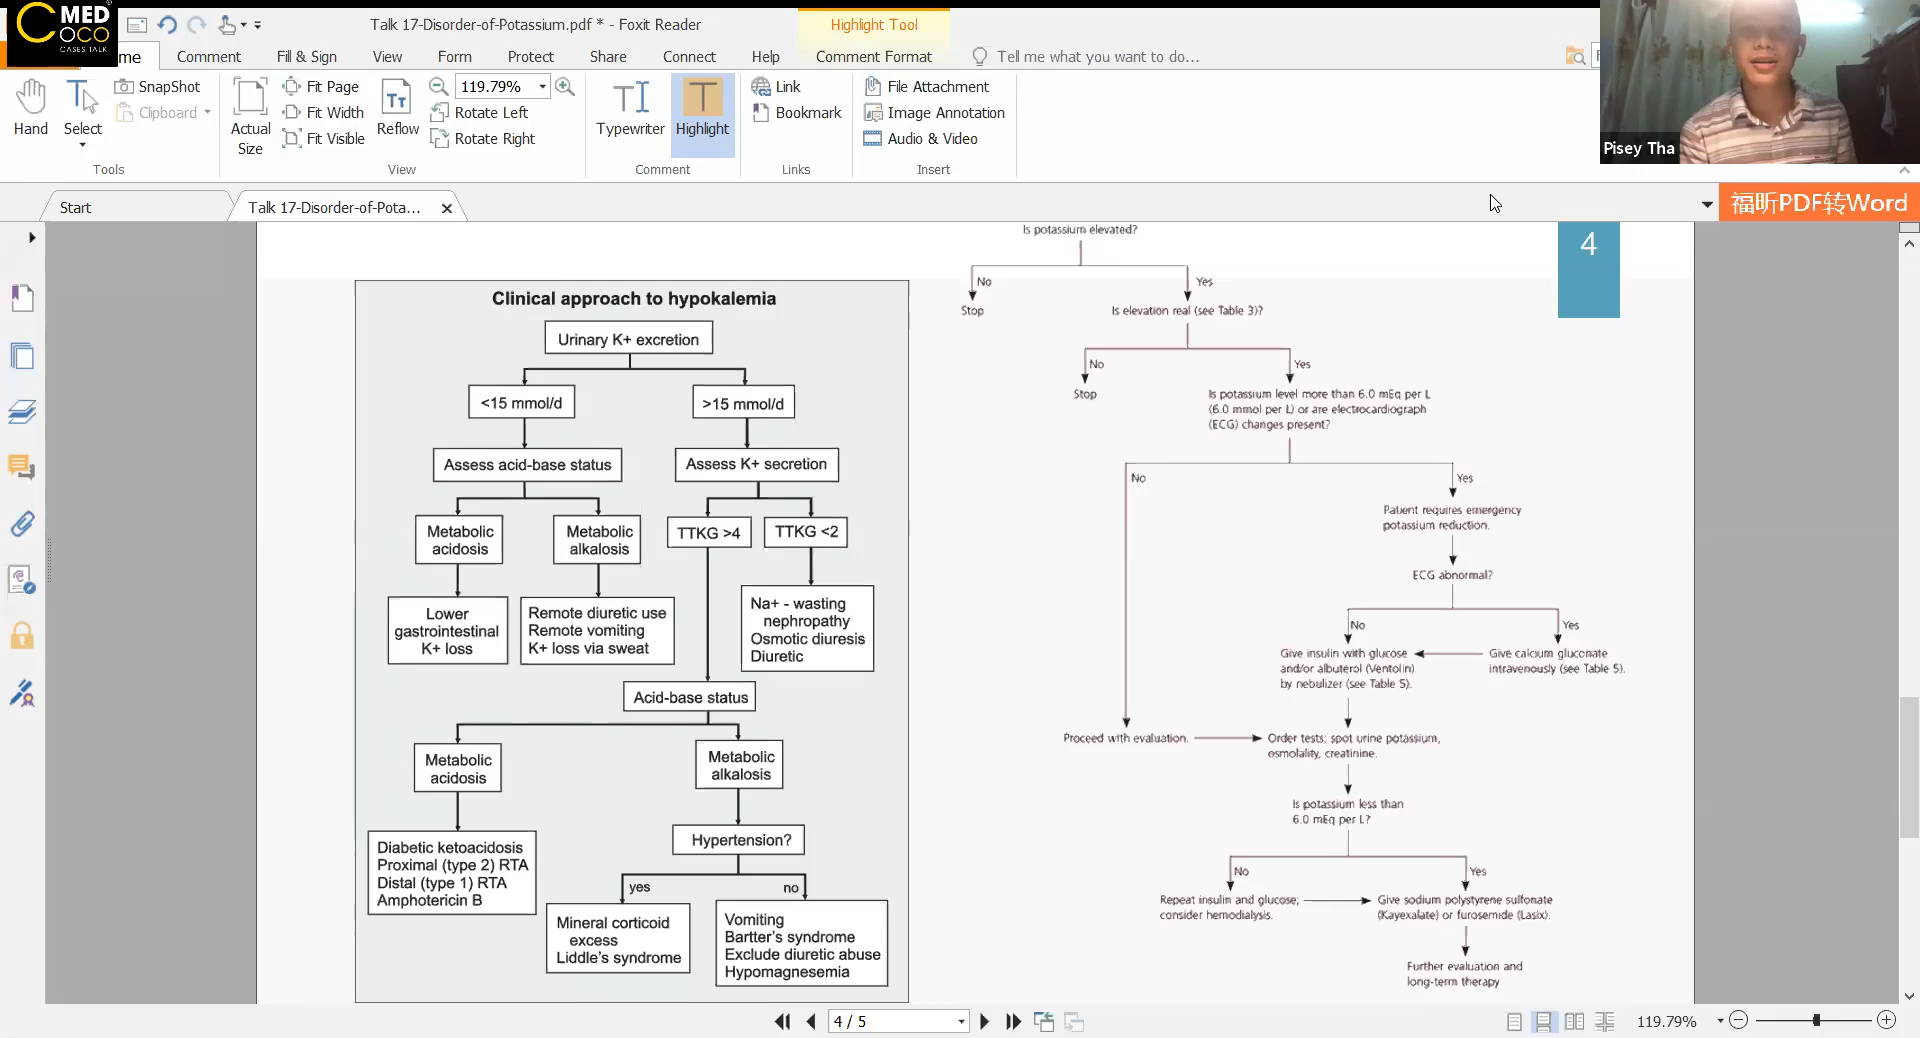 MED
COCO
CASES TALK
Talk 17-Disorder-of-Potassium.pdf * - Foxit Reader
Highlight Tool
ome
Comment
Fill & Sign
View
Form
Protect
Share
Connect
Help
Comment Format
Tell me what you want to do...
Hand
Select
SnapShot
Clipboard
Actual
Size
Fit Page
Fit Width
Fit Visible
Reflow
119.79%
Rotate Left
Rotate Right
Typewriter
Highlight
Link
Bookmark
File Attachment
Image Annotation
Audio & Video
Tools
View
Comment
Links
Insert
Pisey Tha
Start
Talk 17-Disorder-of-Pota...
福昕PDF转Word
4
Clinical approach to hypokalemia
Urinary K+ excretion
<15 mmol/d
>15 mmol/d
Assess acid-base status
Assess K+ secretion
Metabolic
acidosis
Metabolic
alkalosis
TTKG >4
TTKG <2
Lower
gastrointestinal
K+ loss
Remote diuretic use
Remote vomiting
K+ loss via sweat
Na+ - wasting
nephropathy
Osmotic diuresis
Diuretic
Acid-base status
Metabolic
acidosis
Metabolic
alkalosis
Diabetic ketoacidosis
Proximal (type 2) RTA
Distal (type 1) RTA
Amphotericin B
Hypertension?
yes
no
Mineral corticoid
excess
Liddle's syndrome
Vomiting
Bartter's syndrome
Exclude diuretic abuse
Hypomagnesemia
Is potassium elevated?
No
Yes
Stop
Is elevation real (see Table 3)?
No
Yes
Stop
Is potassium level more than 6.0 mEq per L
(6.0 mmol per L) or are electrocardiograph
(ECG) changes present?
No
Yes
Patient requires emergency
potassium reduction.
ECG abnormal?
No
Yes
Give insulin with glucose
and/or albuterol (Ventolin)
by nebulizer (see Table 5).
Give calcium gluconate
intravenously (see Table 5).
Proceed with evaluation.
Order tests: spot urine potassium,
osmolality, creatinine.
Is potassium less than
6.0 mEq per L?
No
Yes
Repeat insulin and glucose;
consider hemodialysis.
Give sodium polystyrene sulfonate
(Kayexalate) or furosemide (Lasix).
Further evaluation and
long-term therapy
4 / 5
119.79%